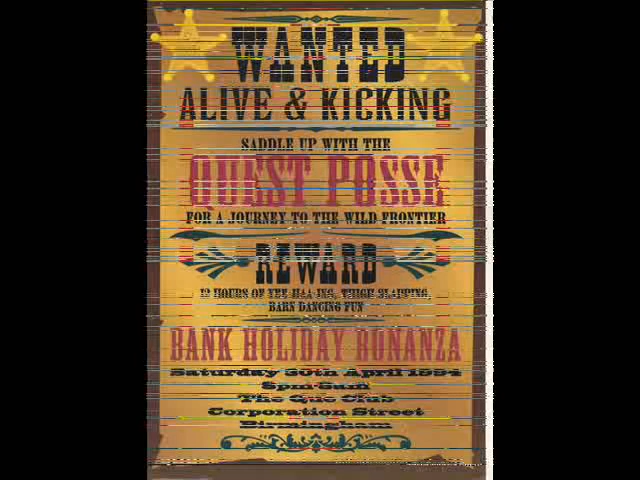 WANTED
ALIVE & KICKING
SADDLE UP WITH THE
QUEST POSSE
FOR A JOURNEY TO THE WILD FRONTIER
REWARD
12 HOURS OF YEE-HAA-ING, THIGH SLAPPING,
BARN DANCING FUN
BANK HOLIDAY BONANZA
Saturday 30th April 1994
8pm-8am
The Que Club
Corporation Street
Birmingham